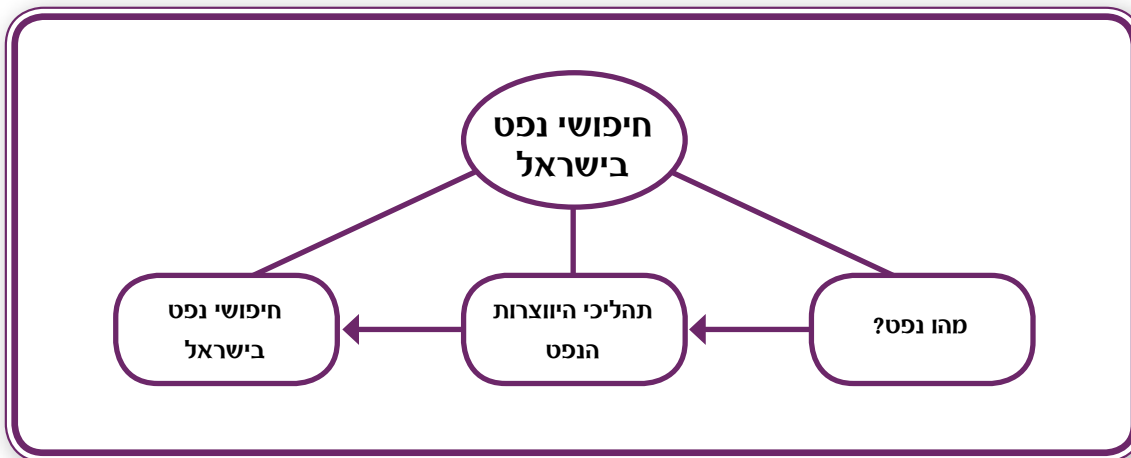 חיפושי נפט
בישראל
מהו נפט?
תהליכי היווצרות
הנפט
חיפושי נפט
בישראל